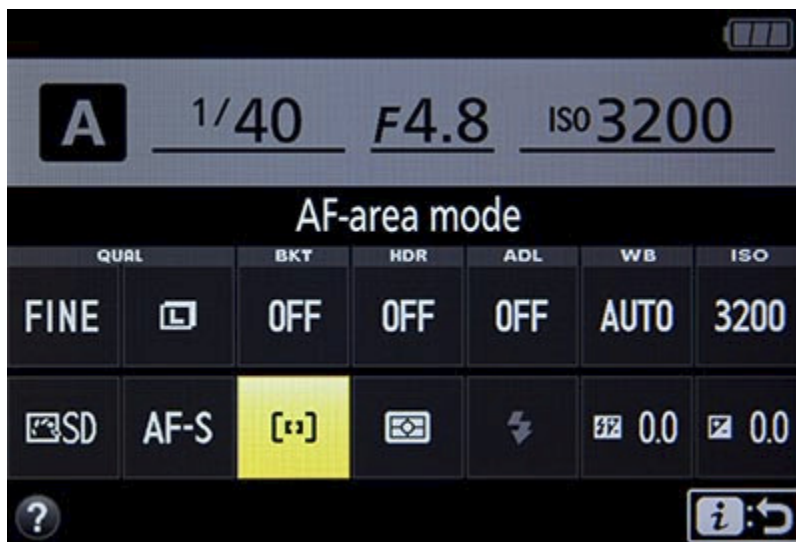 A 1/40 F4.8 ISO 3200
AF-area mode
QUAL BKT HDR ADL WB ISO
FINE L OFF OFF OFF AUTO 3200
SD AF-S [ ] 0.0 0.0
? i